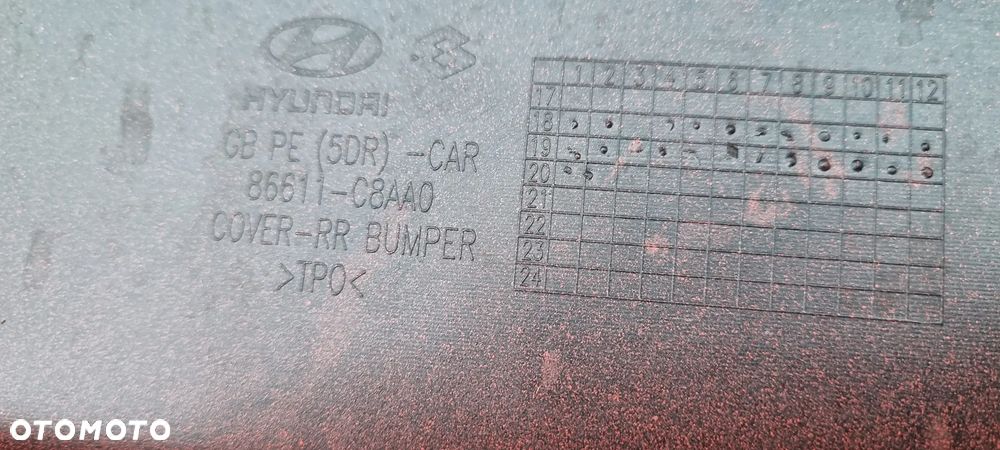 HYUNDAI
GB PE (5DR) -CAR
86611-C8AA0
COVER-RR BUMPER
>TPO<
1 2 3 4 5 6 7 8 9 10 11 12
17
18
19
20
21
22
23
24
OTOMOTO